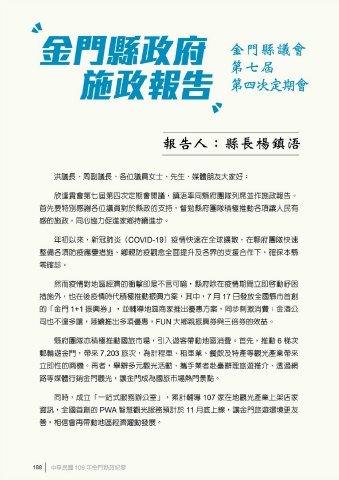 金門縣政府
施政報告
金門縣議會
第七屆
第四次定期會
報告人：縣長楊鎮浯
洪議長、周副議長、各位議員女士、先生、媒體朋友大家好：
欣逢貴會第七屆第四次定期會開議，鎮浯率同縣府團隊列席並作施政報告。
首先要特別感謝各位議員對於縣政的支持、督勉縣府團隊積極推動各項讓人民有
感的施政，同心協力促進家鄉持續進步。
年初以來，新冠肺炎（COVID-19）疫情快速在全球擴散，在縣府團隊快速
整備各項防疫應變措施、鄉親防疫觀念全面提升及各界的支援合作下，確保本縣
零確診。
然而疫情對地區經濟的衝擊卻是不言可喻，縣府除在疫情期間立即啓動紓困
措施外，也在後疫情時代積極推動振興方案，其中，7 月 17 日發放全國縣市首創
的「金門 1+1 振興券」，並輔導地區商家推出優惠方案，同步刺激消費；金酒公
司也不遑多讓，陸續推出多項優惠，FUN 大鄉親振興券與三倍券的效益。
縣府團隊亦積極推動國旅市場，引入遊客帶動地區消費。首先，推動 6 梯次
郵輪遊金門，帶來 7,203 旅次，為計程車、租車業、餐飲及特產等觀光產業帶來
立即性的商機。再者，舉辦多元觀光活動、攜手業者赴臺辦理旅遊推介、透過網
路等媒體行銷金門觀光，讓金門成為國旅市場熱門景點。
同時，成立「一站式服務辦公室」，累計輔導 107 家在地觀光產業上架店家
資訊，全國首創的 PWA 智慧觀光服務預計於 11 月底上線，讓金門旅遊環境更友
善，相信會再帶動地區經濟躍動發展。
188 中華民國 109 年金門縣政紀要